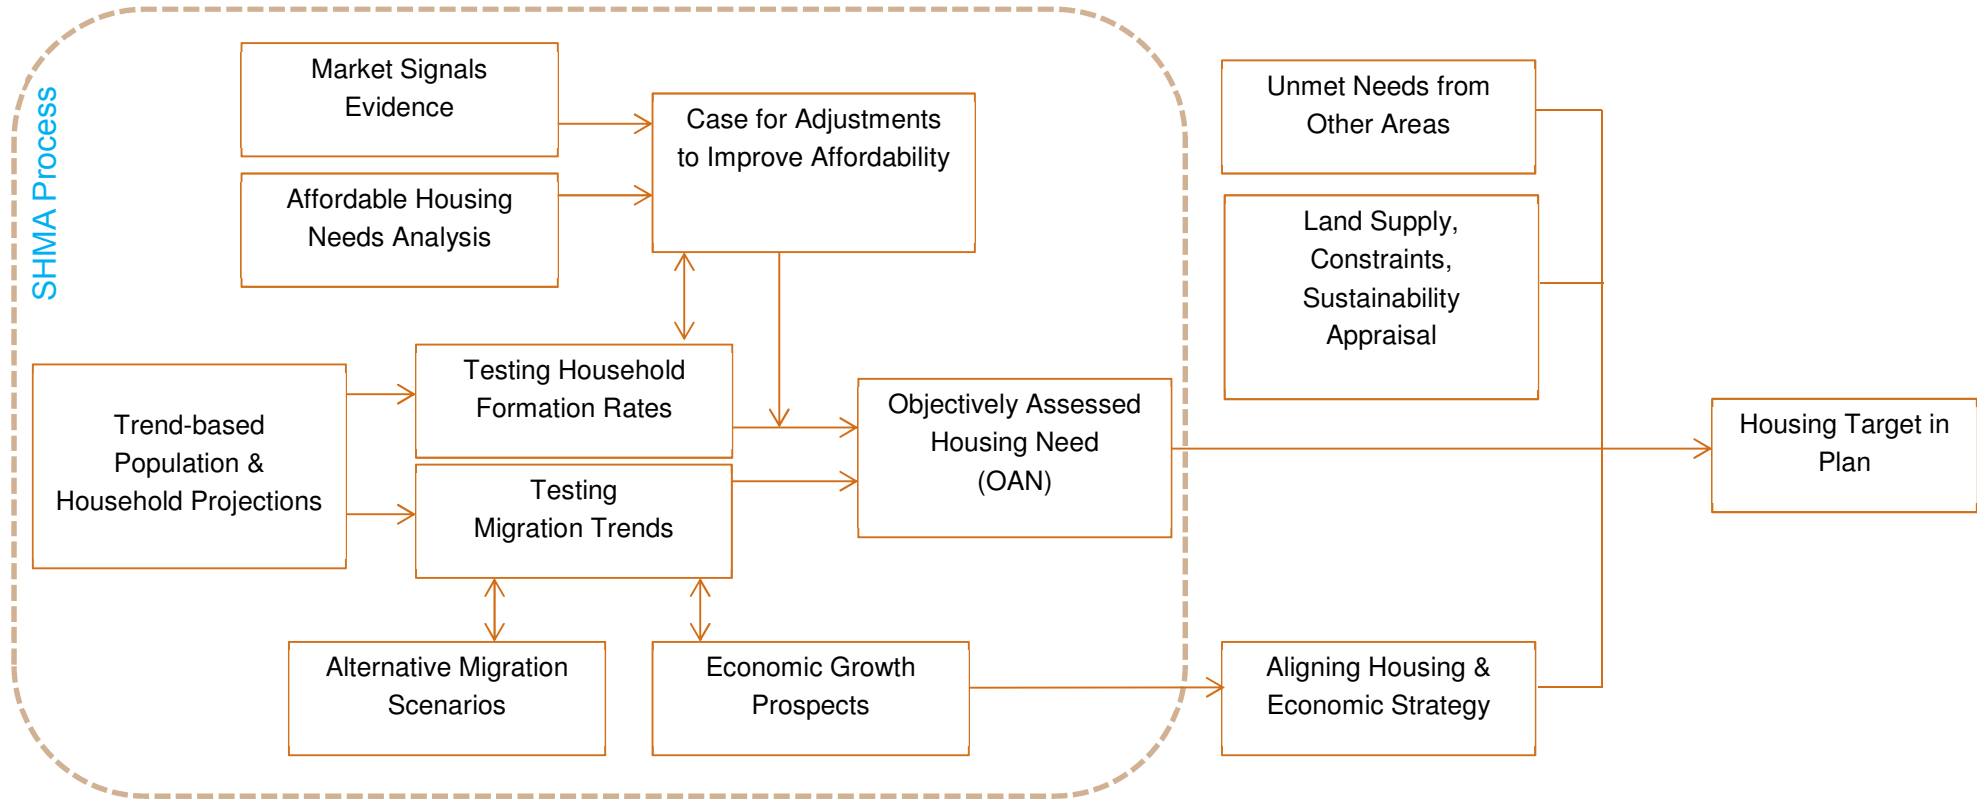 SHMA Process
Market Signals
Evidence
Affordable Housing
Needs Analysis
Case for Adjustments
to Improve Affordability
Trend-based
Population &
Household Projections
Testing Household
Formation Rates
Testing
Migration Trends
Alternative Migration
Scenarios
Economic Growth
Prospects
Objectively Assessed
Housing Need
(OAN)
Unmet Needs from
Other Areas
Land Supply,
Constraints,
Sustainability
Appraisal
Aligning Housing &
Economic Strategy
Housing Target in
Plan